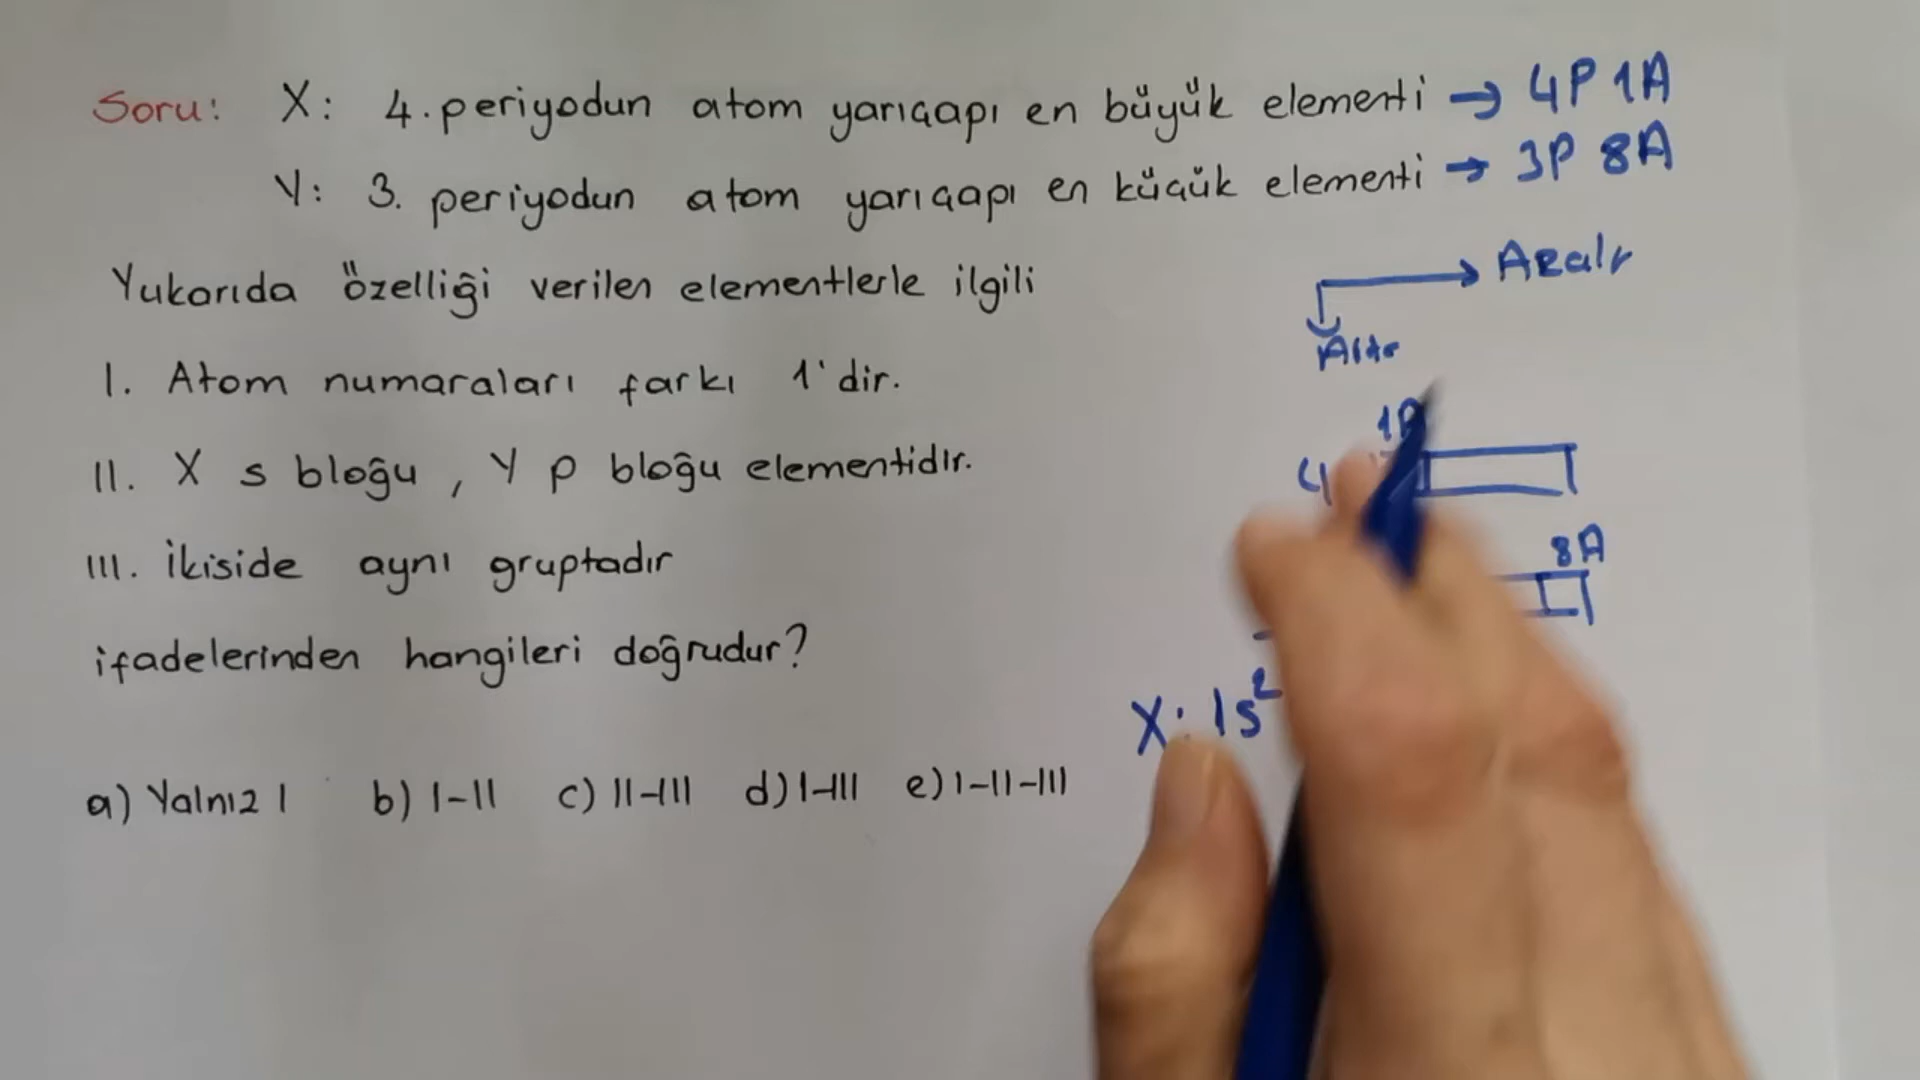 Soru: X: 4. periyodun atom yarıçapı en büyük elementi → 4P 1A
Y: 3. periyodun atom yarıçapı en küçük elementi → 3P 8A
Yukarıda özelliği verilen elementlerle ilgili
Azalır
Artar
I. Atom numaraları farkı 1'dir.
1A
II. X s bloğu, Y p bloğu elementidir.
4
III. İkiside aynı gruptadır
8A
ifadelerinden hangileri doğrudur?
X: 1s²
a) Yalnız I b) I-II c) II-III d) I-III e) I-II-III